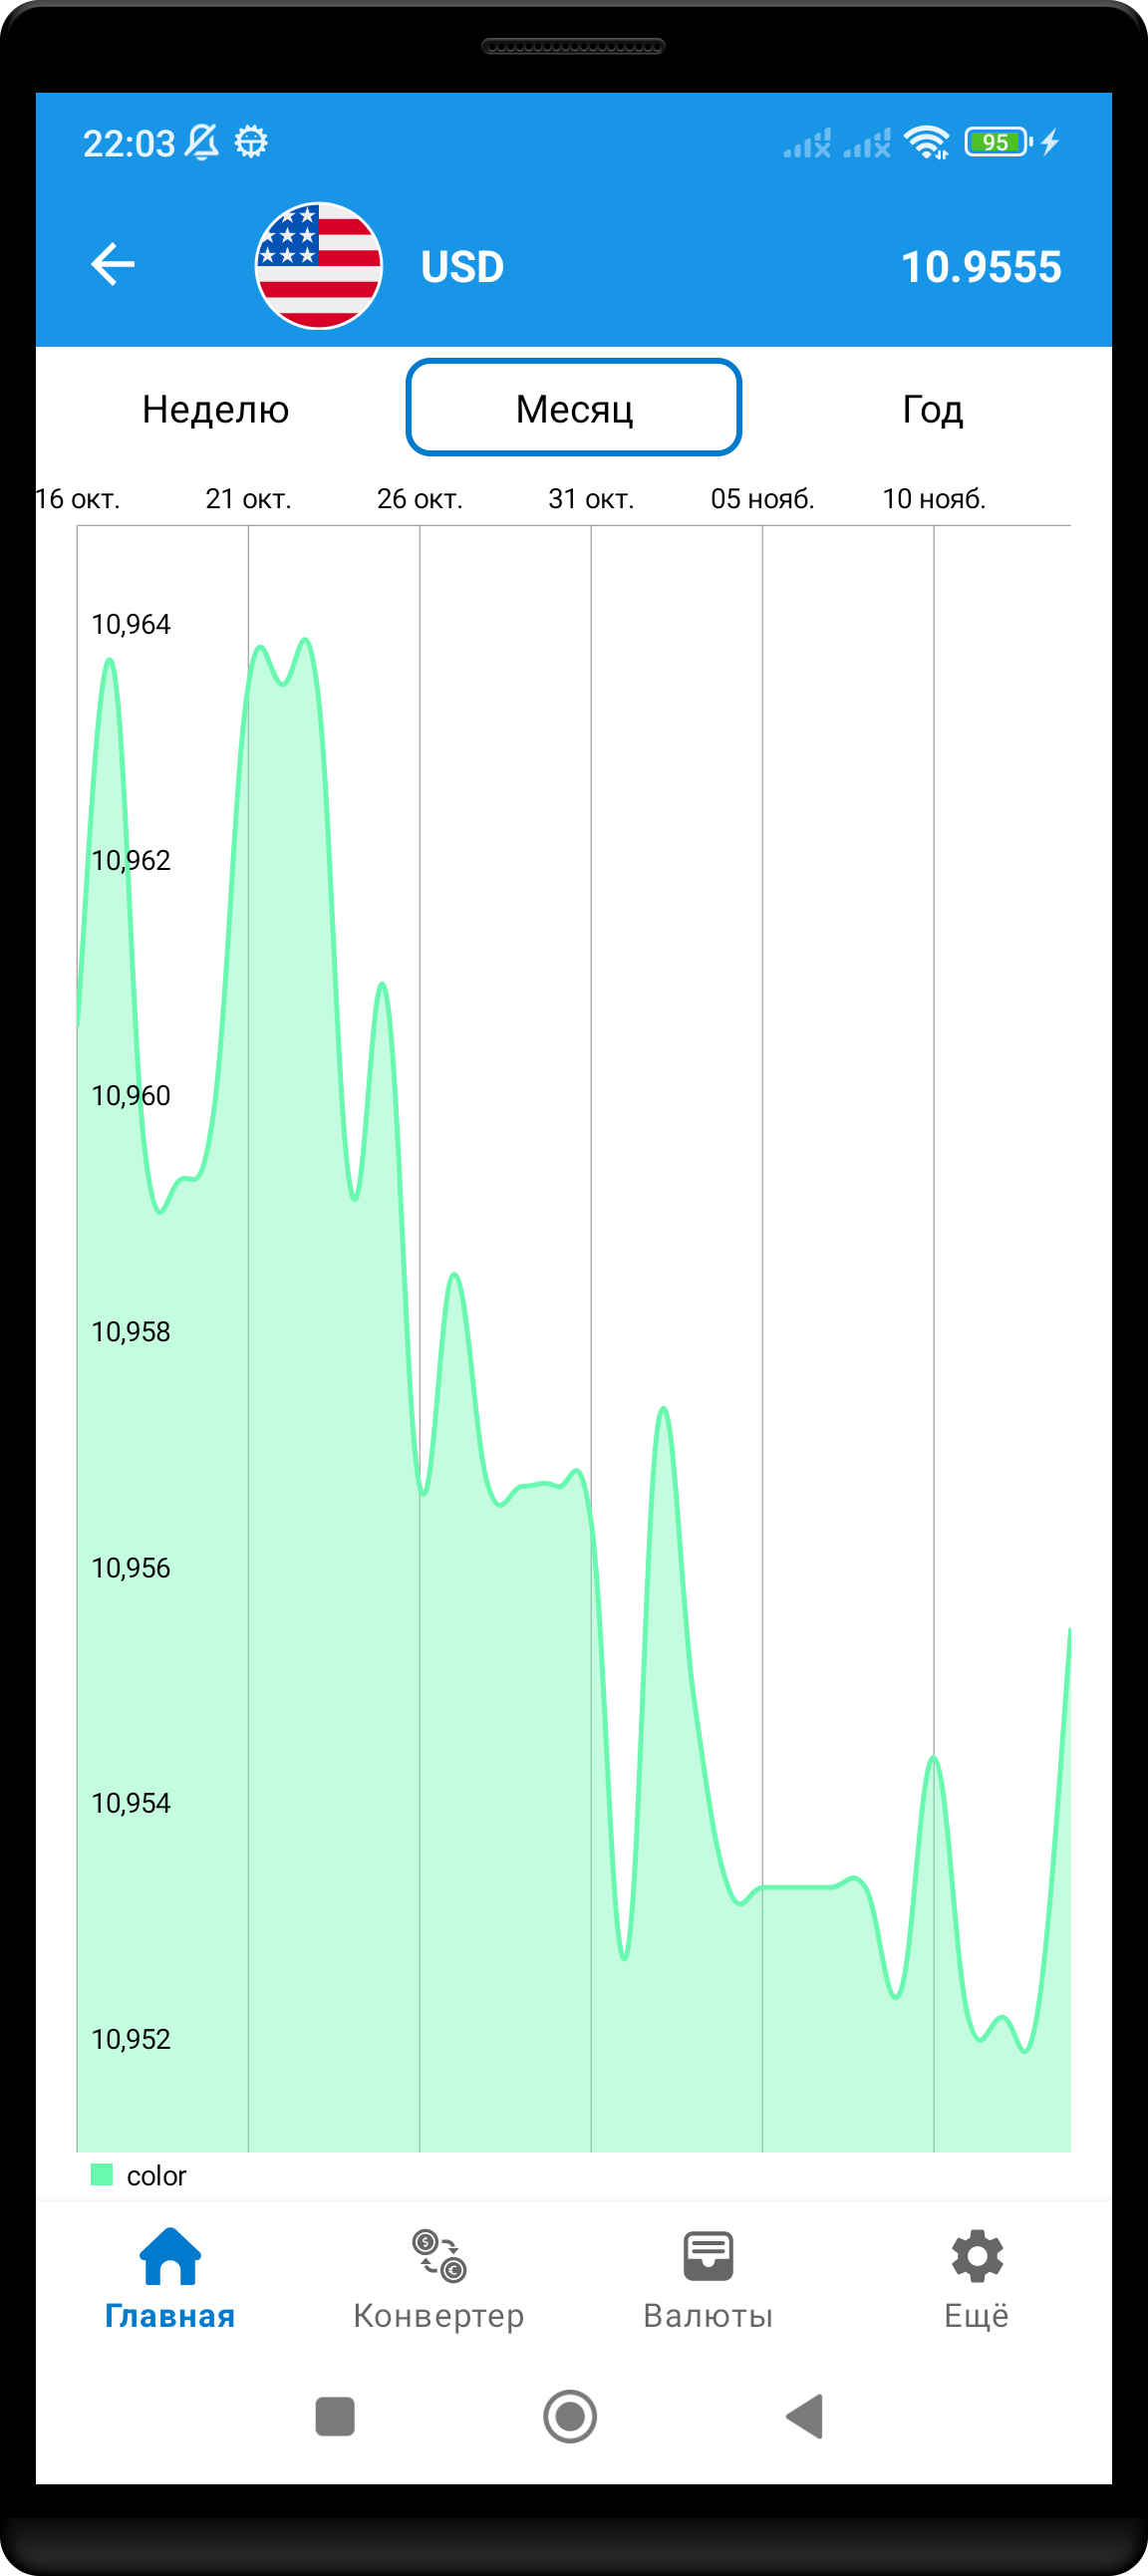 22:03
95
USD
10.9555
Неделю
Месяц
Год
16 окт.
21 окт.
26 окт.
31 окт.
05 нояб.
10 нояб.
10,964
10,962
10,960
10,958
10,956
10,954
10,952
color
Главная
Конвертер
Валюты
Ещё